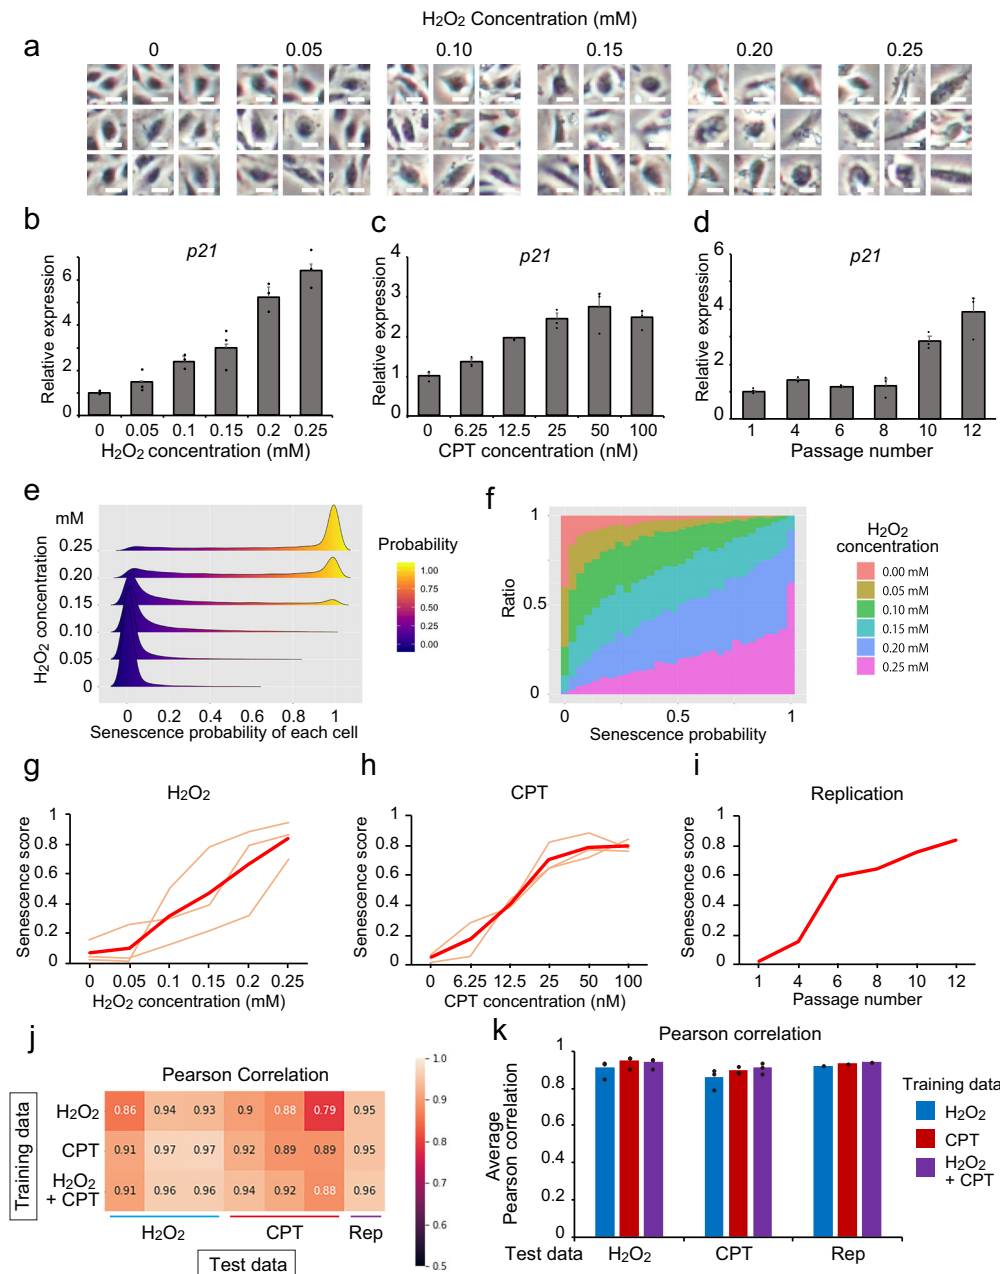 H2O2 Concentration (mM)
a
0 0.05 0.10 0.15 0.20 0.25
b
p21
Relative expression
6
4
2
0
0 0.05 0.1 0.15 0.2 0.25
H2O2 concentration (mM)
c
p21
Relative expression
4
3
2
1
0
0 6.25 12.5 25 50 100
CPT concentration (nM)
d
p21
Relative expression
6
4
2
0
1 4 6 8 10 12
Passage number
e
mM
H2O2 concentration
0.25
0.20
0.15
0.10
0.05
0
0 0.2 0.4 0.6 0.8 1
Senescence probability of each cell
Probability
1.00
0.75
0.50
0.25
0.00
f
Ratio
1
0.5
0
0 0.5 1
Senescence probability
H2O2
concentration
0.00 mM
0.05 mM
0.10 mM
0.15 mM
0.20 mM
0.25 mM
g
H2O2
Senescence score
1
0.8
0.6
0.4
0.2
0
0 0.05 0.1 0.15 0.2 0.25
H2O2 concentration (mM)
h
CPT
Senescence score
1
0.8
0.6
0.4
0.2
0
0 6.25 12.5 25 50 100
CPT concentration (nM)
i
Replication
Senescence score
1
0.8
0.6
0.4
0.2
0
1 4 6 8 10 12
Passage number
j
Pearson Correlation
Training data
H2O2 0.86 0.94 0.93 0.9 0.88 0.79 0.95
CPT 0.91 0.97 0.97 0.92 0.89 0.89 0.95
H2O2
+ CPT 0.91 0.96 0.96 0.94 0.92 0.88 0.96
H2O2 CPT Rep
Test data
1.0
0.9
0.8
0.7
0.6
0.5
k
Pearson correlation
Average
Pearson correlation
1
0.8
0.6
0.4
0.2
0
Test data H2O2 CPT Rep
Training data
H2O2
CPT
H2O2
+ CPT